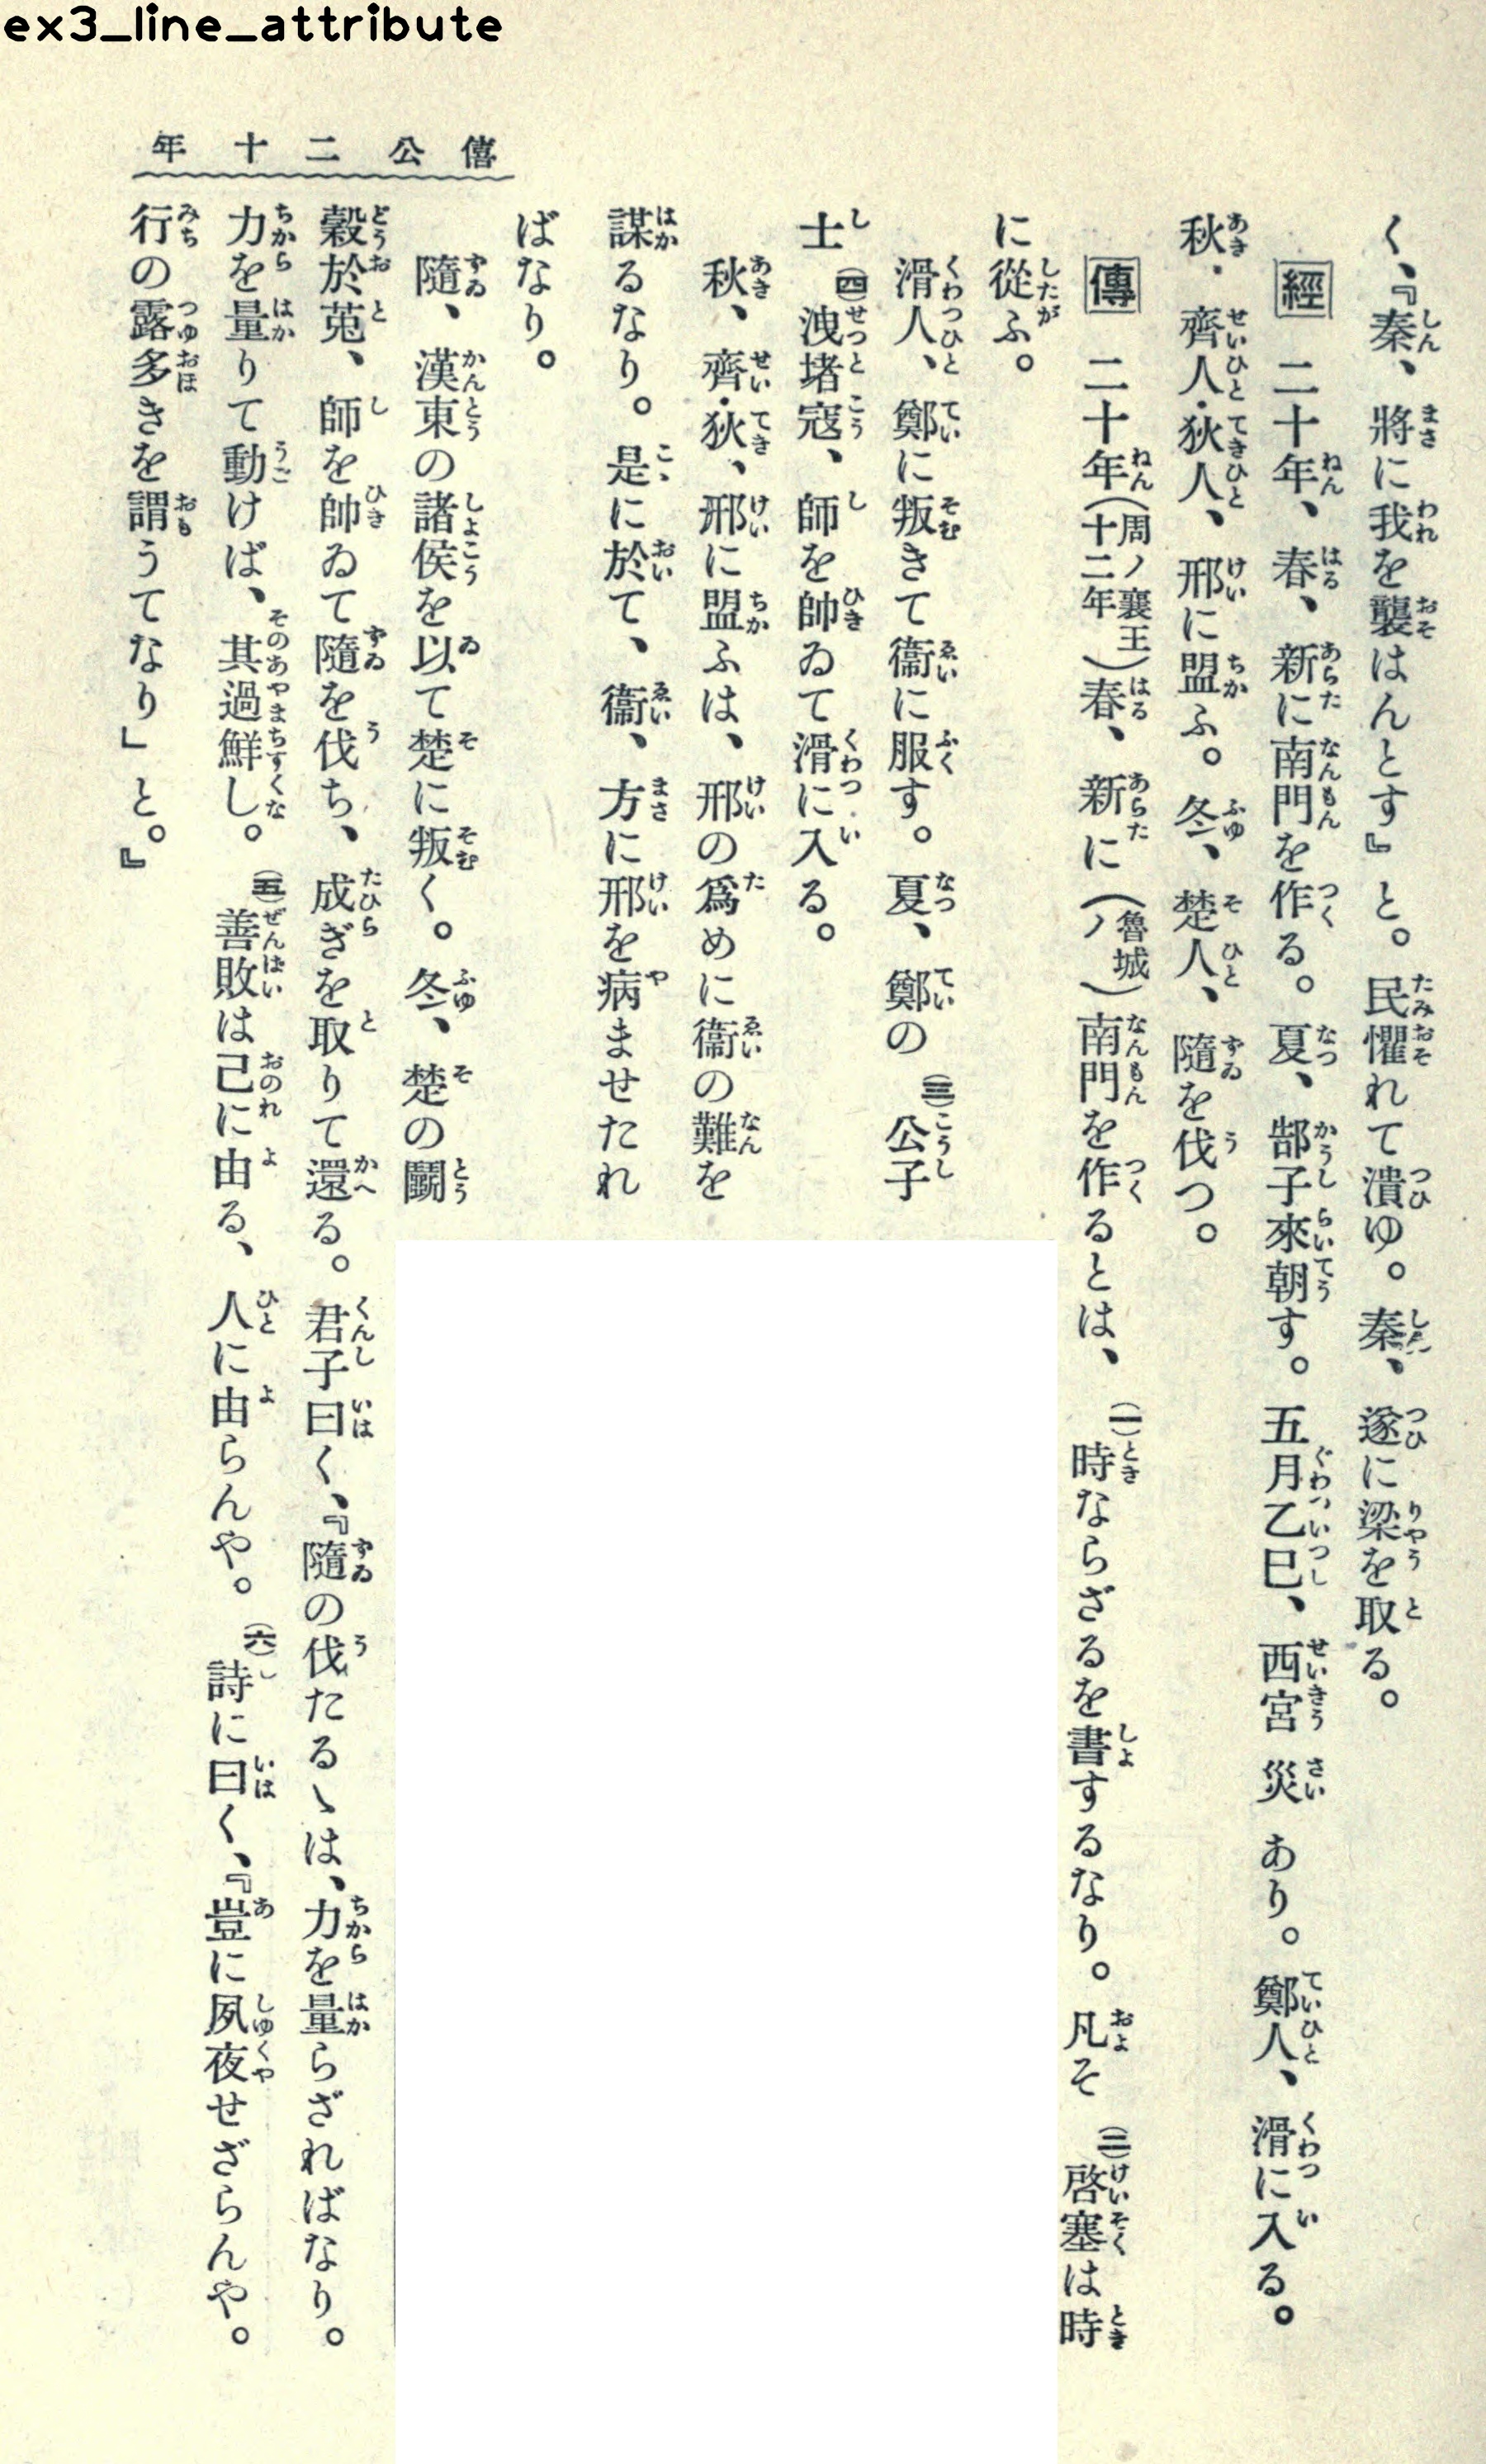 ex3_line_attribute
僖公二十年
く、『秦、將に我を襲はんとす』と。民懼れて潰ゆ。秦、遂に梁を取る。
經 二十年、春、新に南門を作る。夏、郜子來朝す。五月乙巳、西宮災あり。鄭人、滑に入る。
秋・齊人・狄人、邢に盟ふ。冬、楚人、隨を伐つ。
傳 二十年(周ノ襄王十二年)春、新に(魯城ノ)南門を作るとは、(一)時ならざるを書するなり。凡そ(二)啓塞は時
に從ふ。
滑人、鄭に叛きて衞に服す。夏、鄭の(三)公子
士(四)洩堵寇、師を帥ゐて滑に入る。
秋、齊・狄、邢に盟ふは、邢の爲めに衞の難を
謀るなり。是に於て、衞、方に邢を病ませたれ
ばなり。
隨、漢東の諸侯を以て楚に叛く。冬、楚の鬭
穀於菟、師を帥ゐて隨を伐ち、成ぎを取りて還る。君子曰く、『隨の伐たるゝは、力を量らざればなり。
力を量りて動けば、其過鮮し。(五)善敗は己に由る、人に由らんや。(六)詩に曰く、『豈に夙夜せざらんや。
行の露多きを謂うてなり」と。』